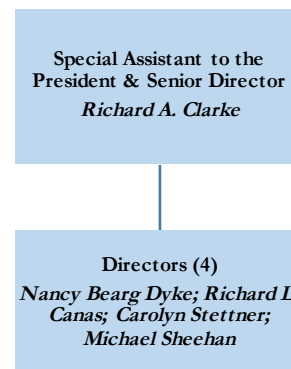 Special Assistant to the
President & Senior Director
Richard A. Clarke
Directors (4)
Nancy Bearg Dyke; Richard L
Canas; Carolyn Stettner;
Michael Sheehan